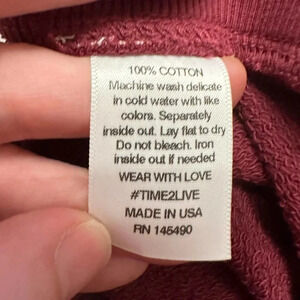 100% COTTON
Machine wash delicate
in cold water with like
colors. Separately
inside out. Lay flat to dry
Do not bleach. Iron
inside out if needed
WEAR WITH LOVE
#TIME2LIVE
MADE IN USA
RN 145490